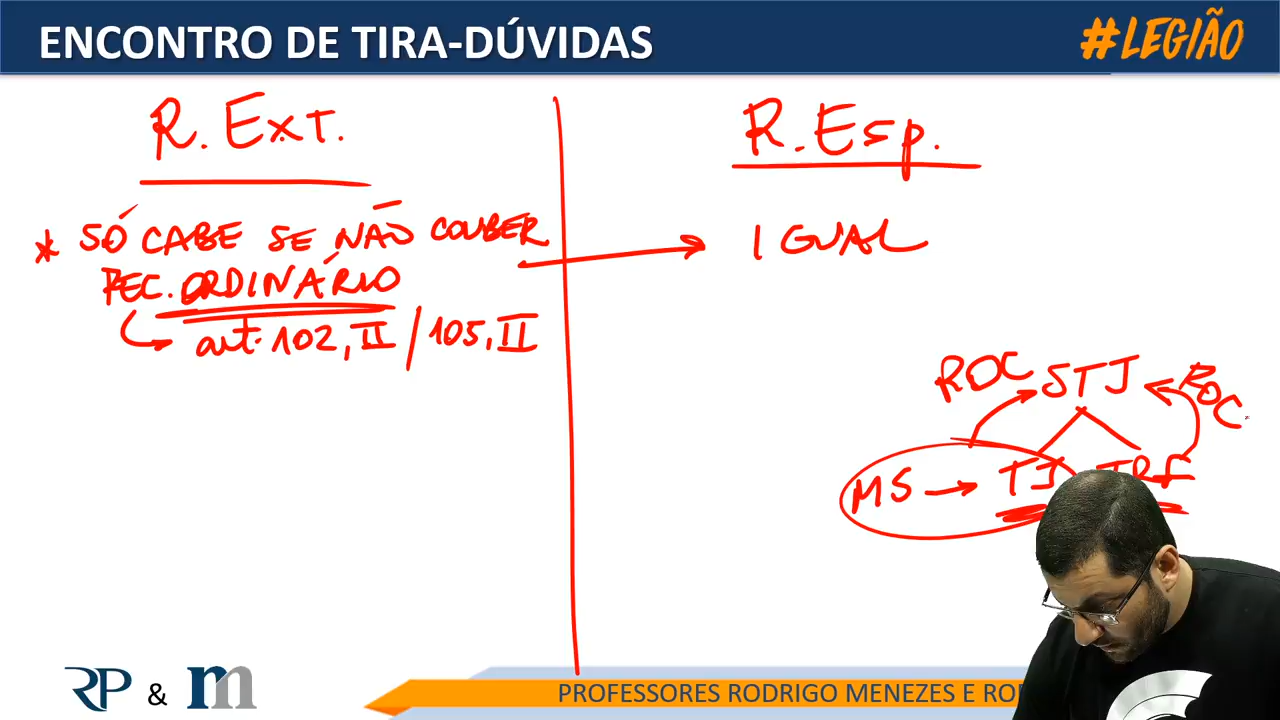 ENCONTRO DE TIRA-DÚVIDAS
#LEGIÃO
R. EXT.
R. Esp.
* SÓ CABE SE NÃO COUBER
REC. ORDINÁRIO
art. 102, II / 105, II
IGUAL
ROC STJ ROC
MS → TJ TRF
RP & m
PROFESSORES RODRIGO MENEZES E